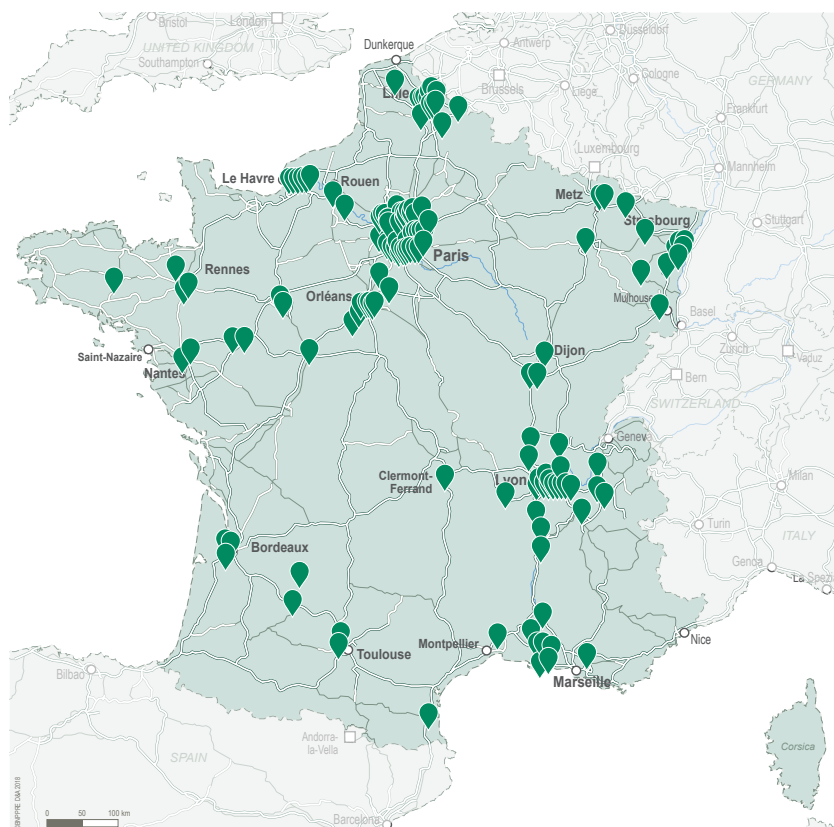 Bristol
London
UNITED KINGDOM
Southampton
Dunkerque
Antwerp
Düsseldorf
Cologne
Brussels
Liege
GERMANY
Lille
Frankfurt
Luxembourg
Mannheim
Le Havre
Rouen
Metz
Strasbourg
Stuttgart
Paris
Rennes
Orléans
Mulhouse
Basel
Saint-Nazaire
Nantes
Dijon
Zurich
Vaduz
Bern
SWITZERLAND
Geneva
Clermont-
Ferrand
Lyon
Milan
Turin
ITALY
Bordeaux
Genoa
La Spezi
Montpellier
Toulouse
Nice
Marseille
Bilbao
Andorra-
la-Vella
SPAIN
Corsica
Barcelona
0 50 100 km